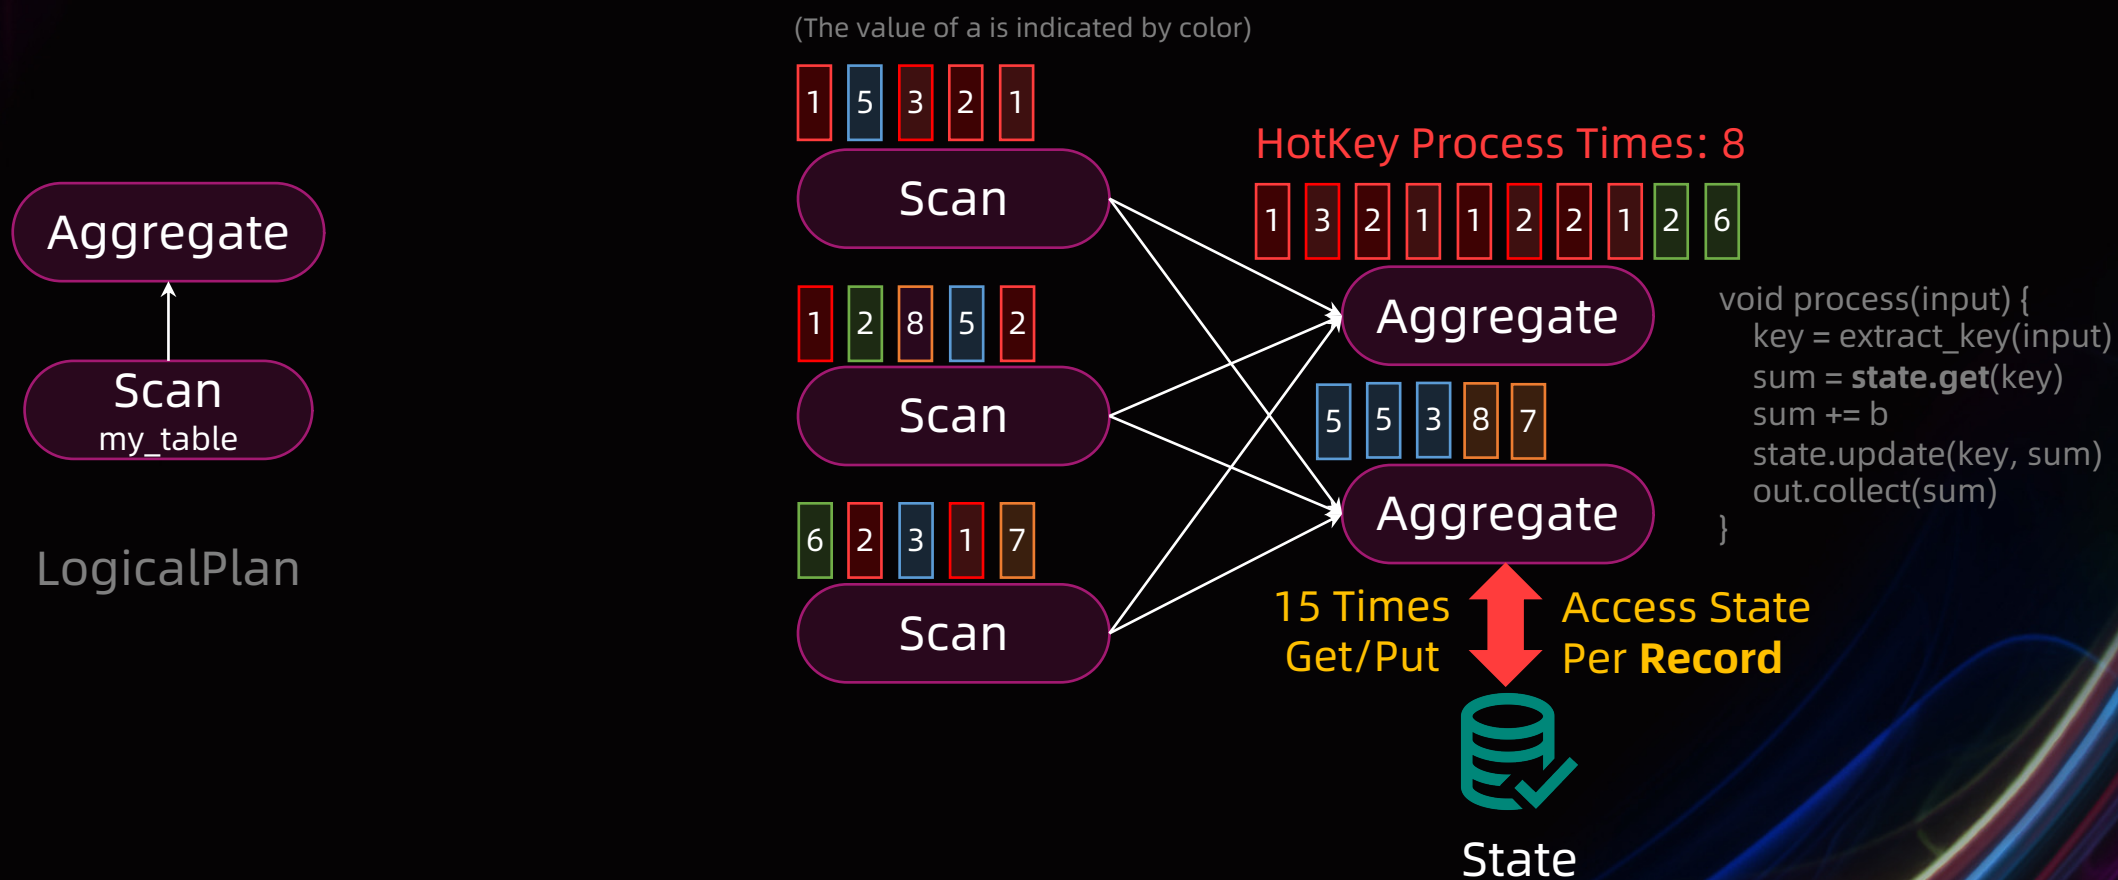 (The value of a is indicated by color)
1 5 3 2 1
Scan
1 2 8 5 2
Scan
6 2 3 1 7
Scan
Aggregate
Scan
my_table
LogicalPlan
HotKey Process Times: 8
1 3 2 1 1 2 2 1 2 6
Aggregate
5 5 3 8 7
Aggregate
void process(input) {
key = extract_key(input)
sum = state.get(key)
sum += b
state.update(key, sum)
out.collect(sum)
}
15 Times
Get/Put
Access State
Per Record
State